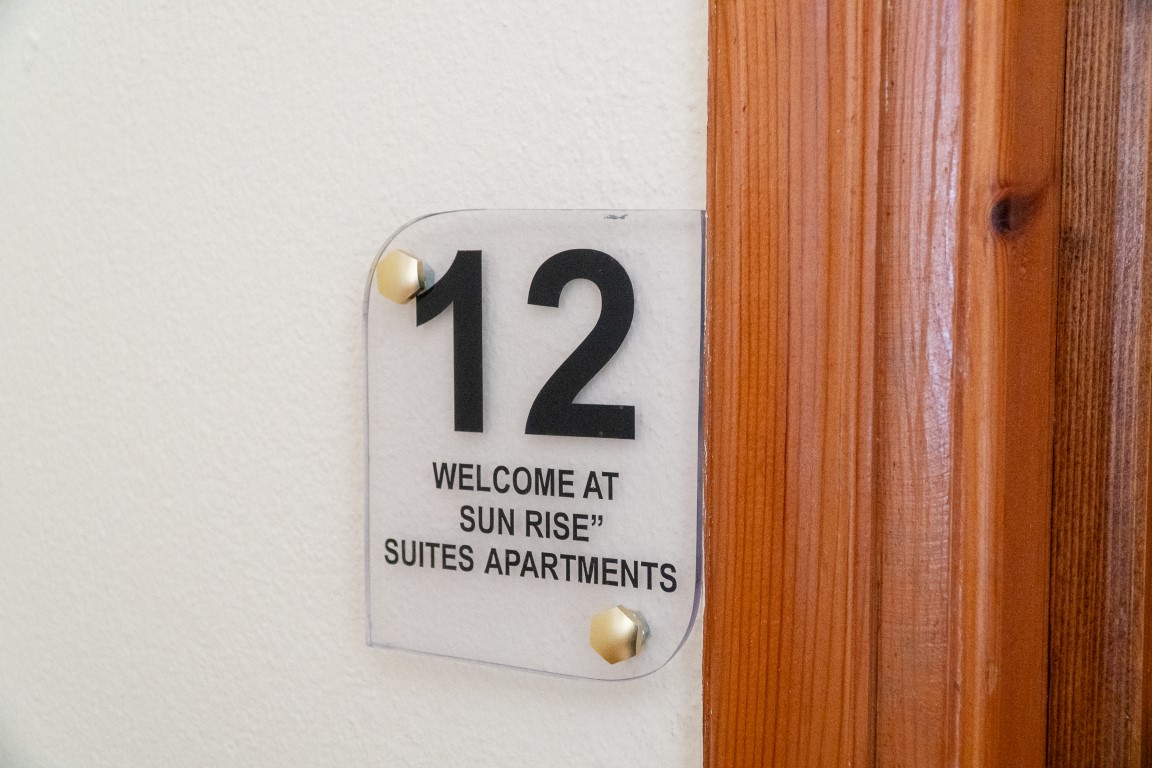 12
WELCOME AT
SUN RISE”
SUITES APARTMENTS